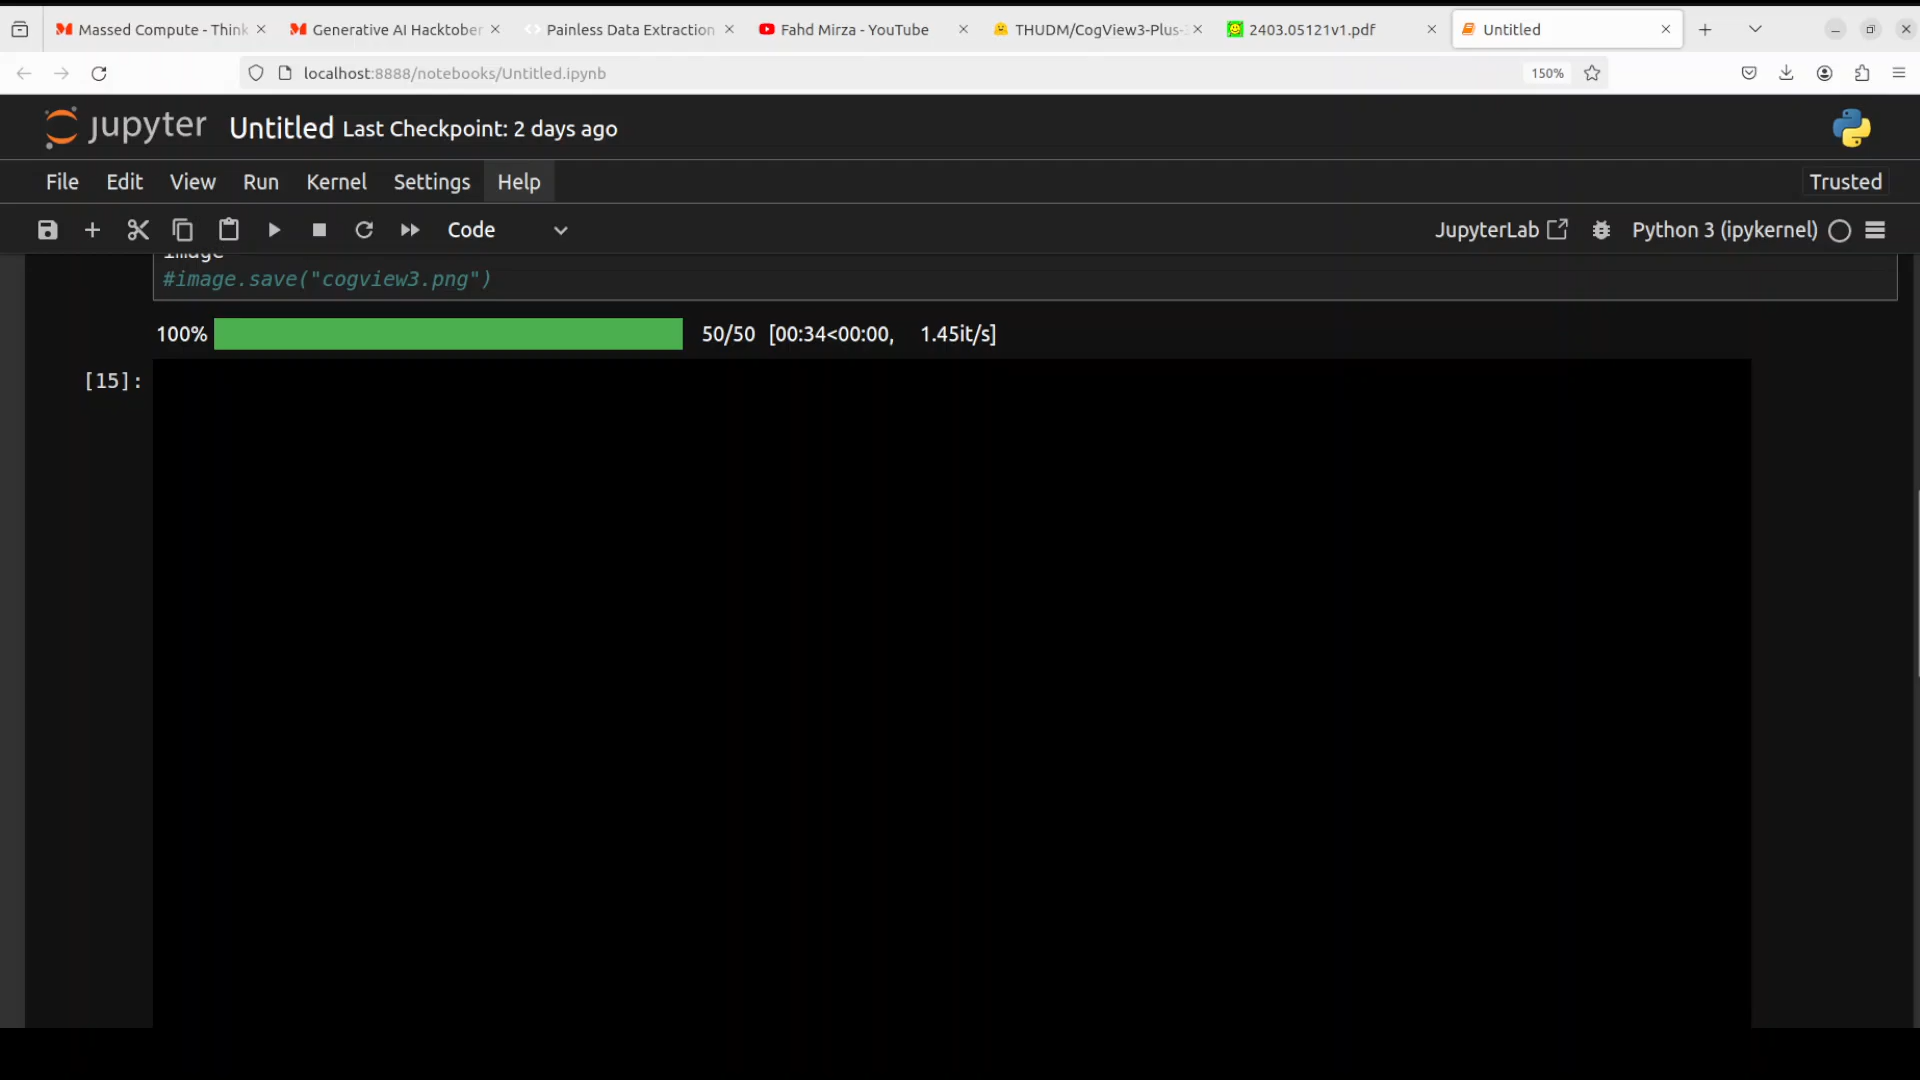 Massed Compute - Think
Generative AI Hacktober
Painless Data Extraction
Fahd Mirza - YouTube
THUDM/CogView3-Plus-
2403.05121v1.pdf
Untitled
localhost:8888/notebooks/Untitled.ipynb
150%
jupyter Untitled Last Checkpoint: 2 days ago
File Edit View Run Kernel Settings Help
Trusted
Code
JupyterLab
Python 3 (ipykernel)
image
#image.save("cogview3.png")
100% 50/50 [00:34<00:00, 1.45it/s]
[15]: